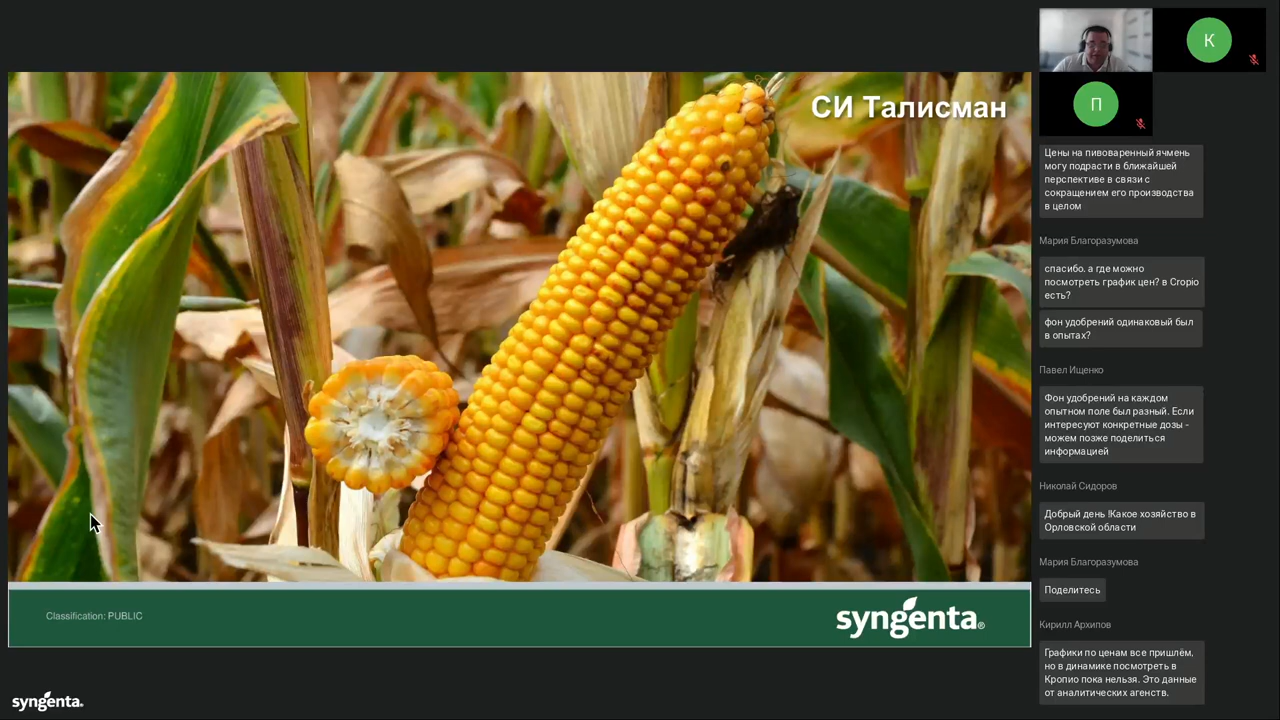 СИ Талисман
Classification: PUBLIC
syngenta®
syngenta®
К
П
Цены на пивоваренный ячмень
могу подрасти в ближайшей
перспективе в связи с
сокращением его производства
в целом
Мария Благоразумова
спасибо. а где можно
посмотреть график цен? в Cropio
есть?
фон удобрений одинаковый был
в опытах?
Павел Ищенко
Фон удобрений на каждом
опытном поле был разный. Если
интересуют конкретные дозы -
можем позже поделиться
информацией
Николай Сидоров
Добрый день !Какое хозяйство в
Орловской области
Мария Благоразумова
Поделитесь
Кирилл Архипов
Графики по ценам все пришлём,
но в динамике посмотреть в
Кропио пока нельзя. Это данные
от аналитических агенств.